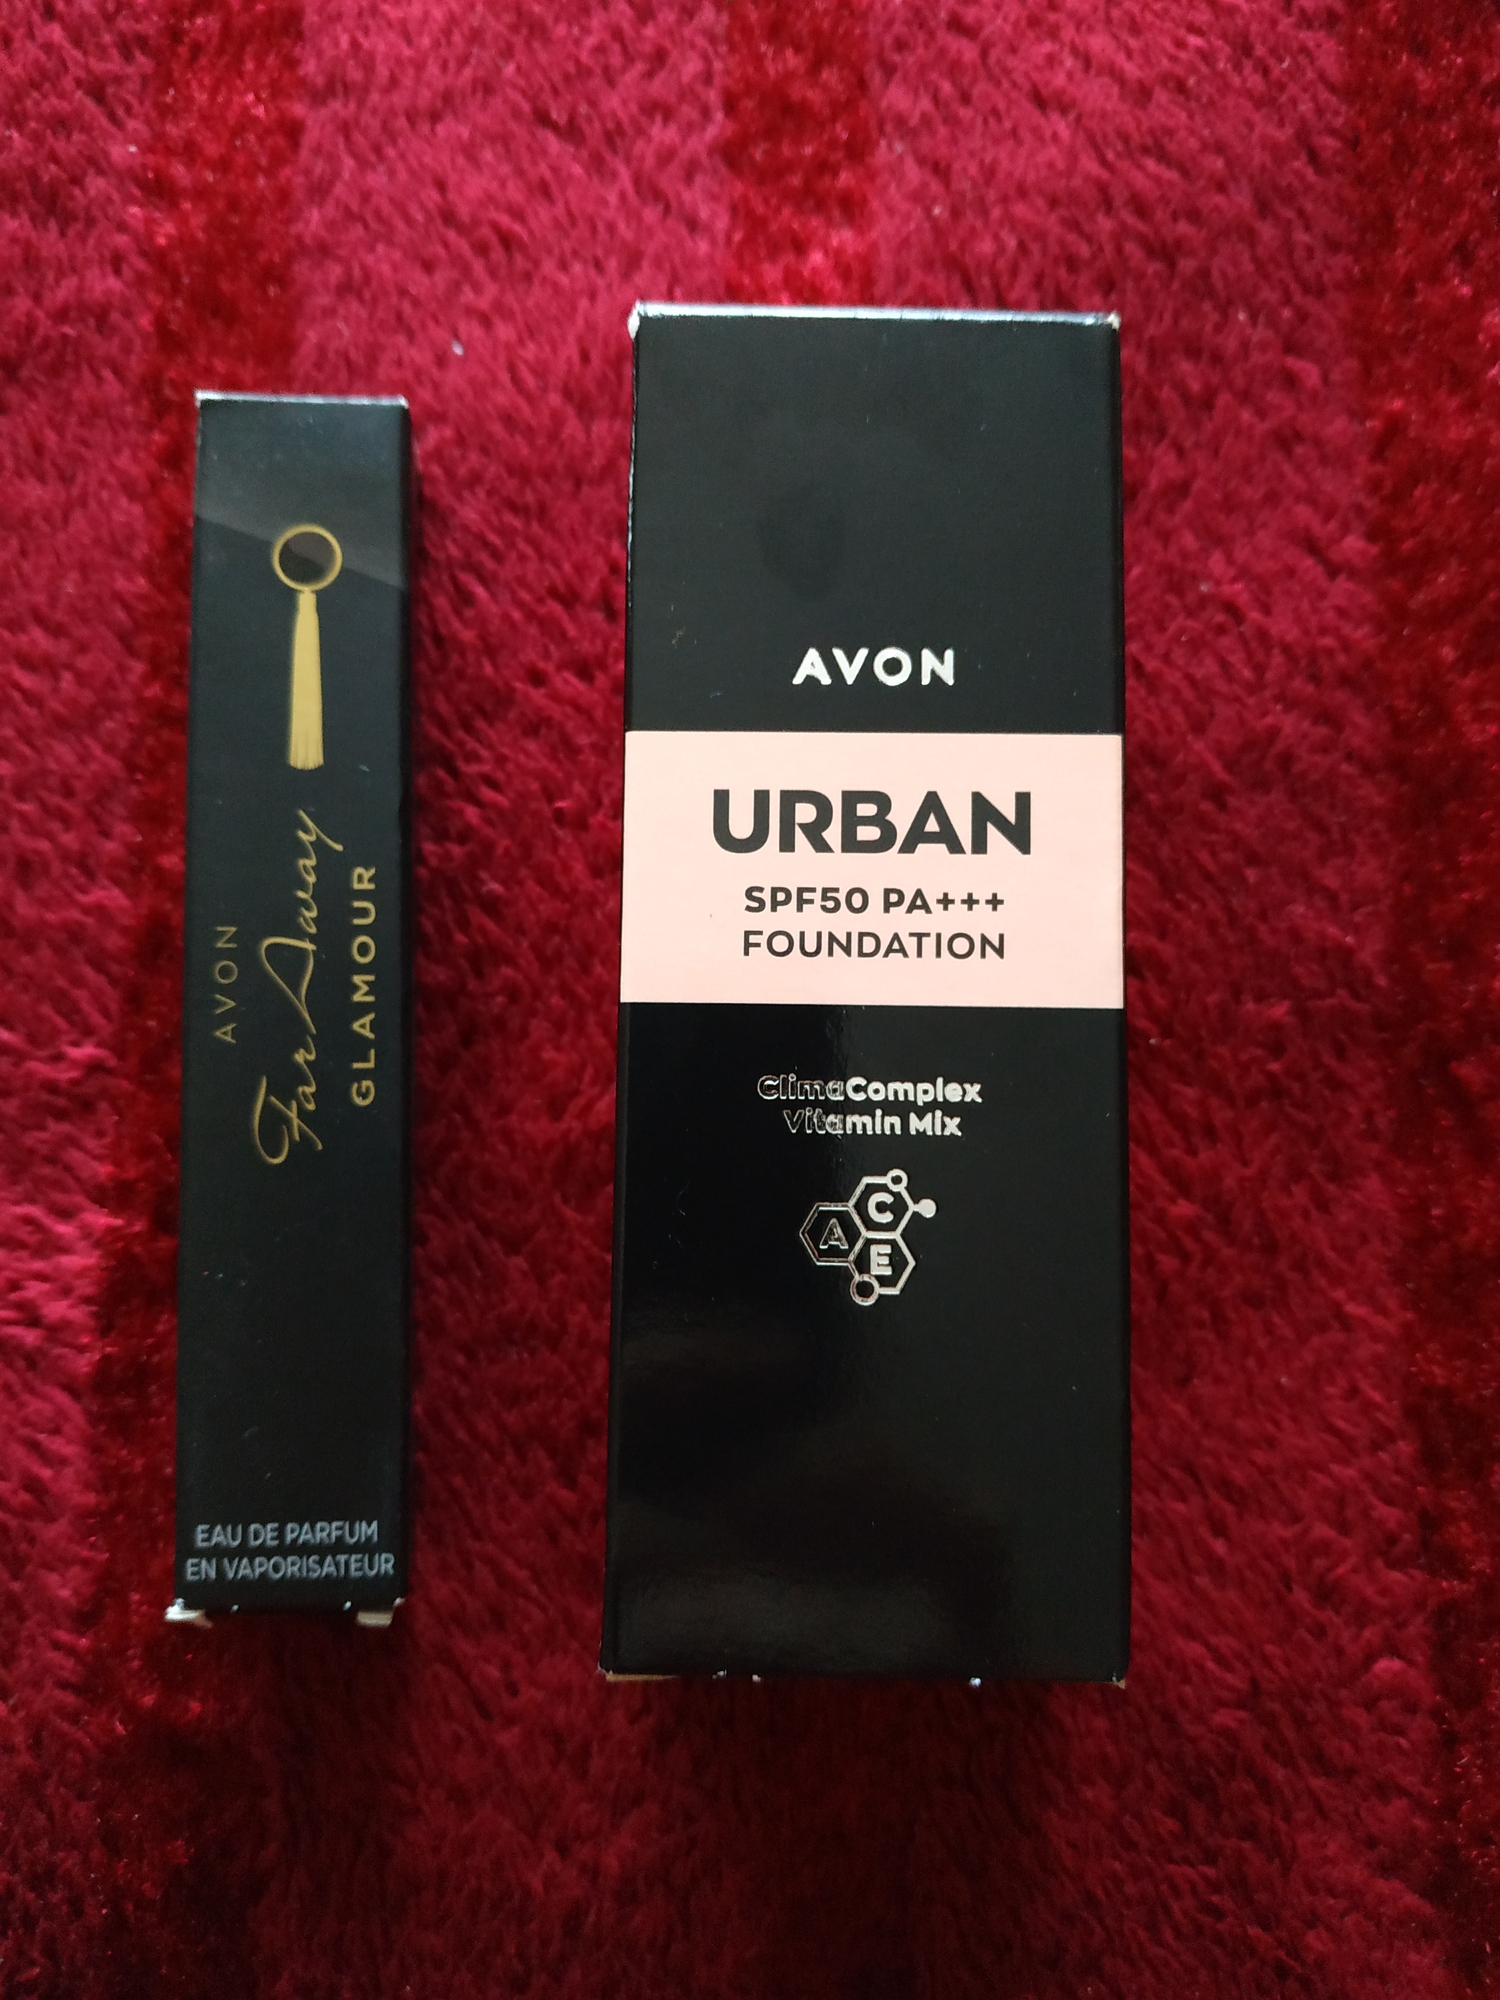 AVON
Far Away
GLAMOUR
EAU DE PARFUM
EN VAPORISATEUR
AVON
URBAN
SPF50 PA+++
FOUNDATION
ClimaComplex
Vitamin Mix
A C
E